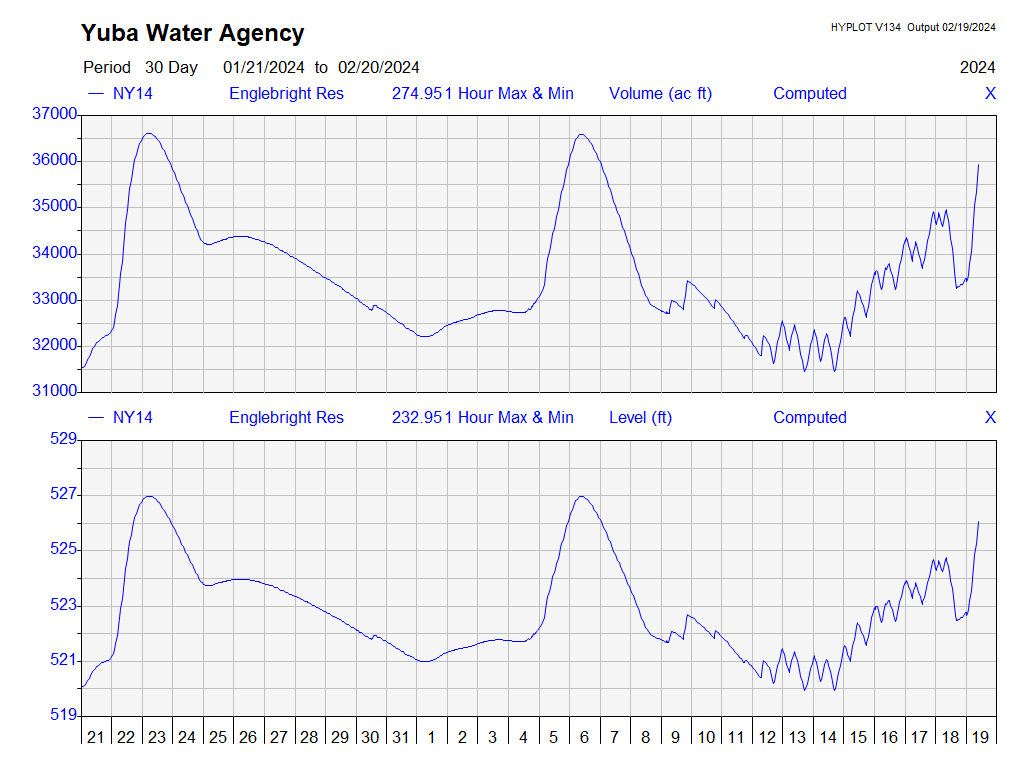 Yuba Water Agency
HYPLOT V134 Output 02/19/2024
Period 30 Day 01/21/2024 to 02/20/2024
2024
NY14 Englebright Res 274.951 Hour Max & Min Volume (ac ft) Computed X
37000
36000
35000
34000
33000
32000
31000
NY14 Englebright Res 232.951 Hour Max & Min Level (ft) Computed X
529
527
525
523
521
519
21 22 23 24 25 26 27 28 29 30 31 1 2 3 4 5 6 7 8 9 10 11 12 13 14 15 16 17 18 19